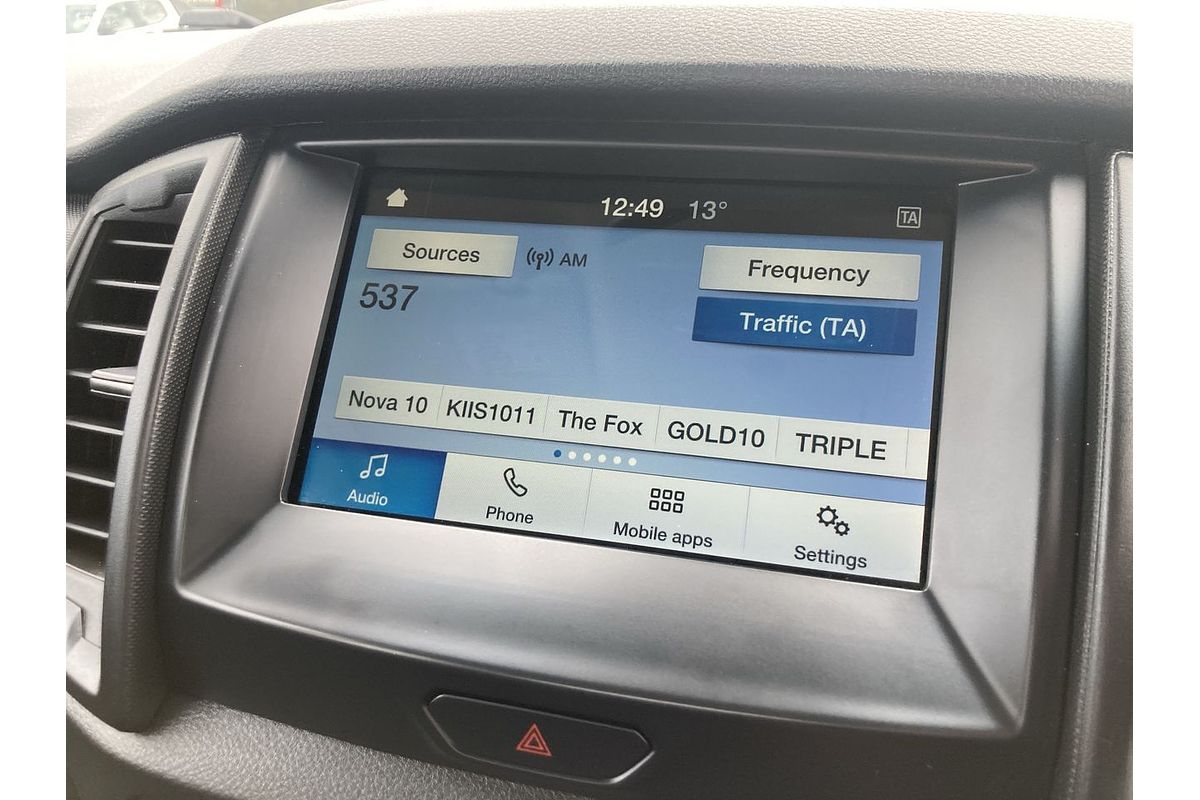 12:49 13° TA
Sources AM Frequency
537
Traffic (TA)
Nova 10 KIIS1011 The Fox GOLD10 TRIPLE
Audio Phone Mobile apps Settings